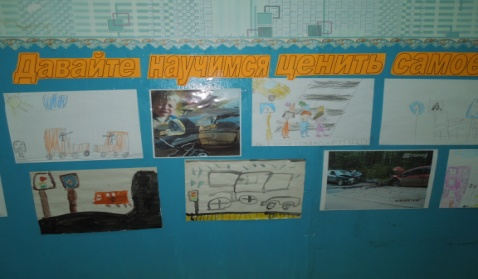 Давайте научимся ценить самое